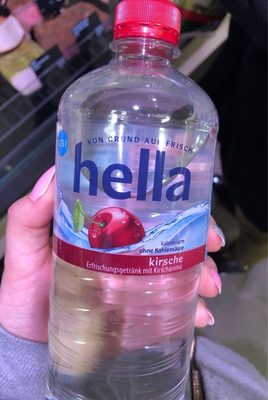 VON GRUND AUF FRISCH
hella
kalorienarm
ohne Kohlensäure
kirsche
Erfrischungsgetränk mit Kirscharoma